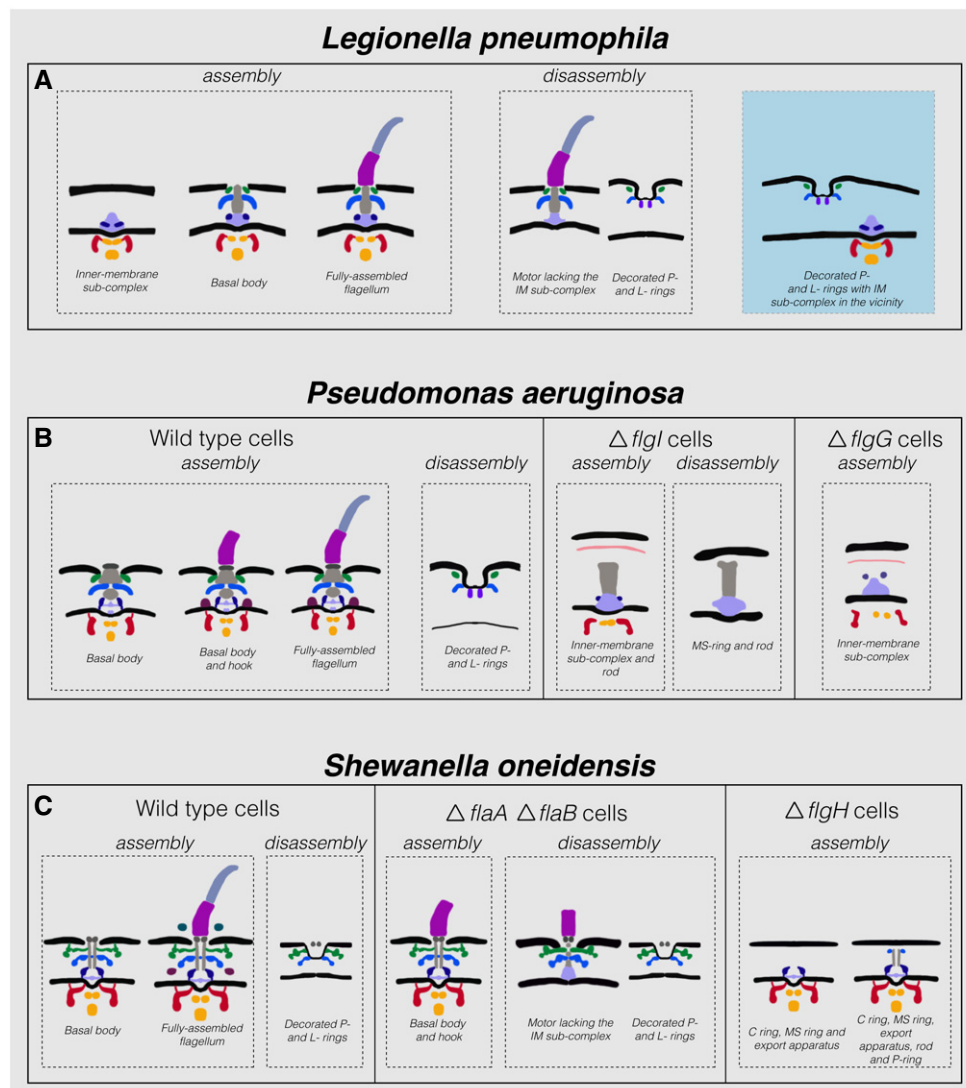 Legionella pneumophila
A
assembly
disassembly
Inner-membrane
sub-complex
Basal body
Fully-assembled
flagellum
Motor lacking the
IM sub-complex
Decorated P-
and L- rings
Decorated P-
and L- rings with IM
sub-complex in the vicinity
Pseudomonas aeruginosa
B
Wild type cells
assembly
disassembly
△ flgI cells
assembly
disassembly
△ flgG cells
assembly
Basal body
Basal body
and hook
Fully-assembled
flagellum
Decorated P-
and L- rings
Inner-membrane
sub-complex and
rod
MS-ring and rod
Inner-membrane
sub-complex
Shewanella oneidensis
C
Wild type cells
assembly
disassembly
△ flaA △ flaB cells
assembly
disassembly
△ flgH cells
assembly
Basal body
Fully-assembled
flagellum
Decorated P-
and L- rings
Basal body
and hook
Motor lacking the
IM sub-complex
Decorated P-
and L- rings
C ring, MS ring and
export apparatus
C ring, MS ring,
export
apparatus, rod
and P-ring